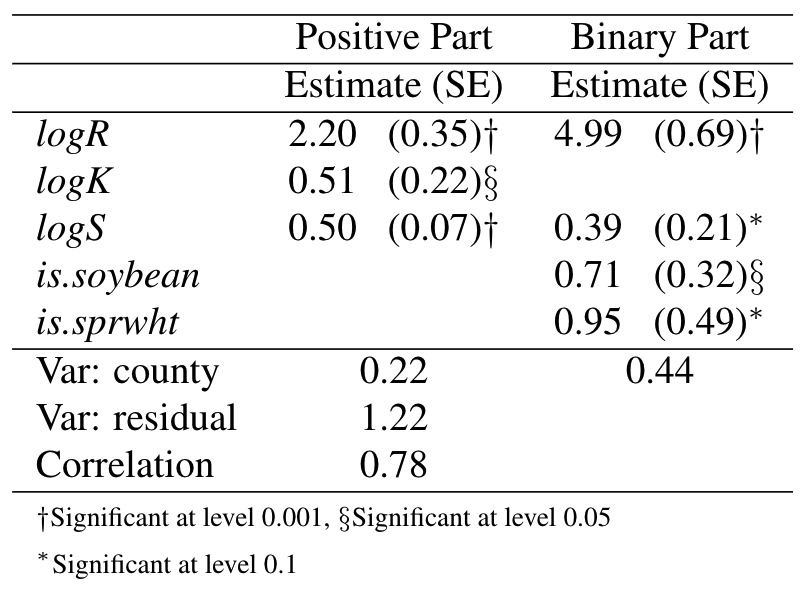 Positive Part Binary Part
Estimate (SE) Estimate (SE)
logR 2.20 (0.35)† 4.99 (0.69)†
logK 0.51 (0.22)§
logS 0.50 (0.07)† 0.39 (0.21)*
is.soybean 0.71 (0.32)§
is.sprwht 0.95 (0.49)*
Var: county 0.22 0.44
Var: residual 1.22
Correlation 0.78
†Significant at level 0.001, §Significant at level 0.05
*Significant at level 0.1